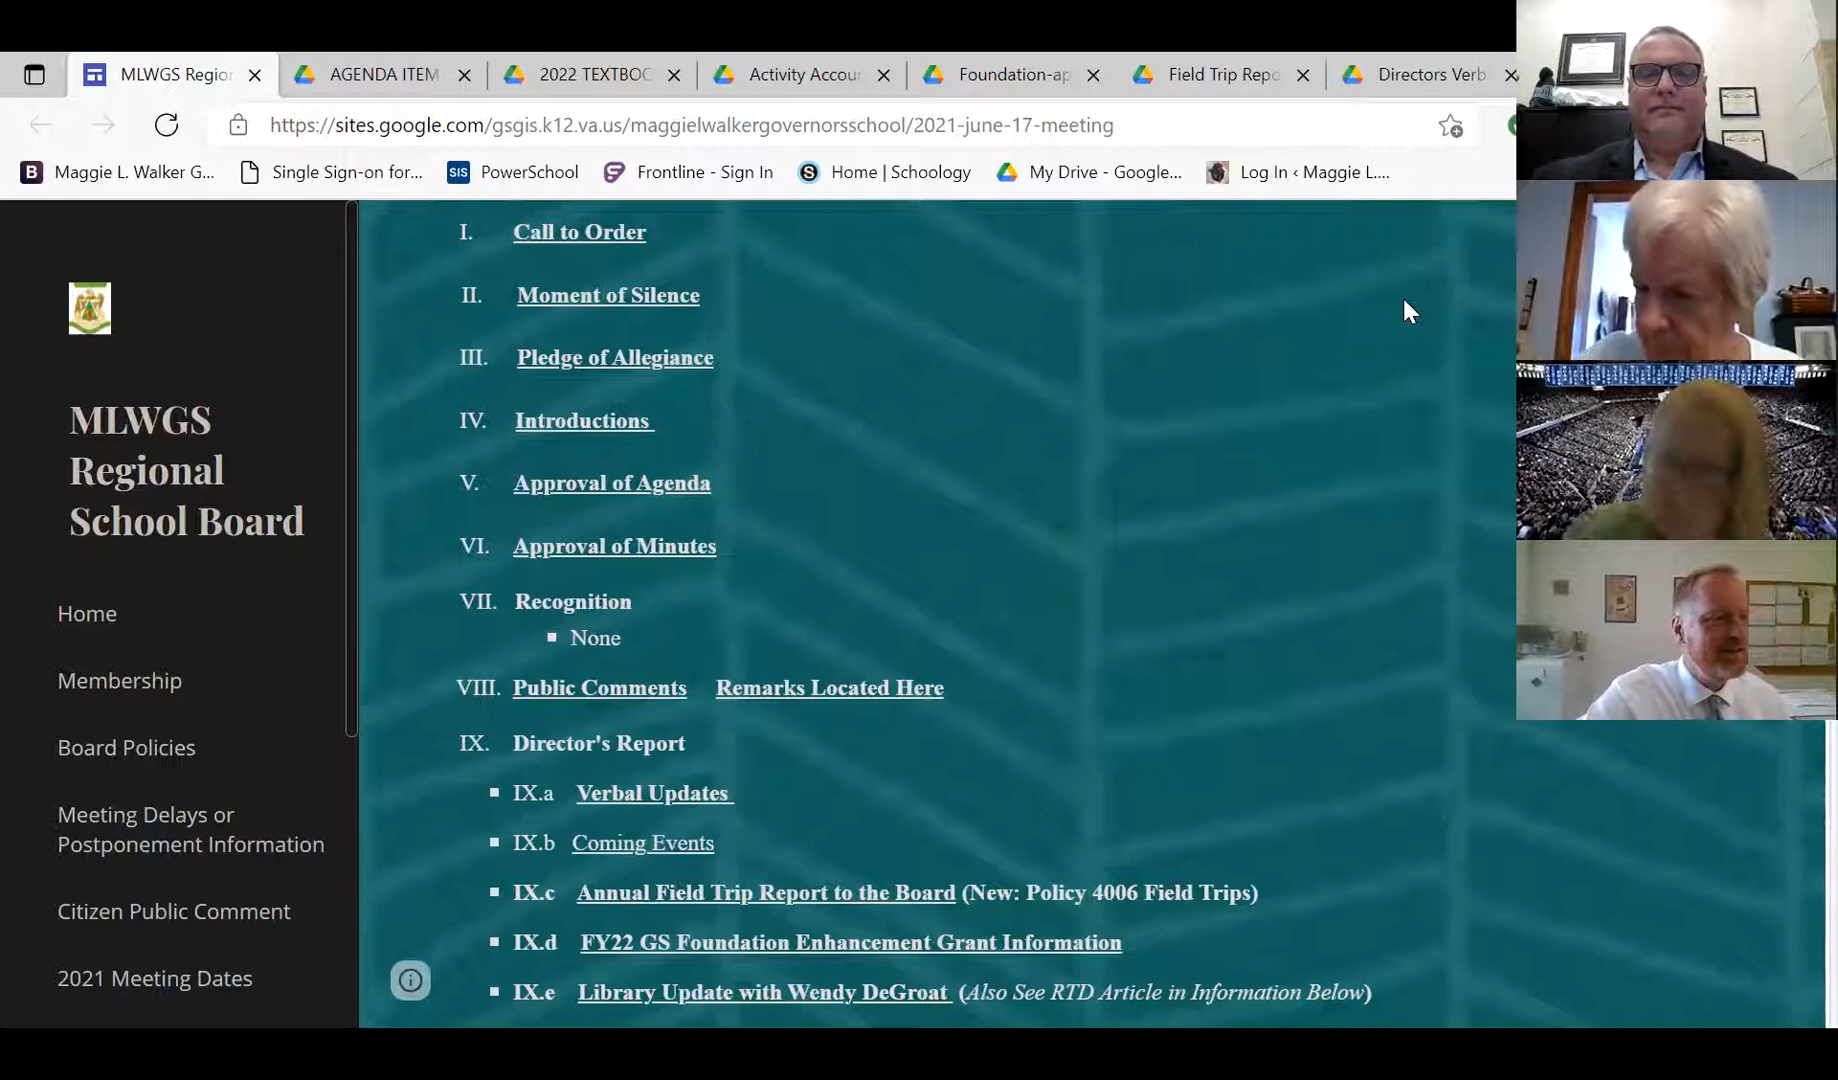 MLWGS Regio
AGENDA ITEM
2022 TEXTBOO
Activity Accou
Foundation-ap
Field Trip Repo
Directors Verb
https://sites.google.com/gsgis.k12.va.us/maggielwalkergovernorsschool/2021-june-17-meeting
Maggie L. Walker G...
Single Sign-on for...
SIS PowerSchool
Frontline - Sign In
Home | Schoology
My Drive - Google...
Log In ‹ Maggie L....
MLWGS
Regional
School Board
Home
Membership
Board Policies
Meeting Delays or
Postponement Information
Citizen Public Comment
2021 Meeting Dates
I. Call to Order
II. Moment of Silence
III. Pledge of Allegiance
IV. Introductions
V. Approval of Agenda
VI. Approval of Minutes
VII. Recognition
▪ None
VIII. Public Comments Remarks Located Here
IX. Director's Report
▪ IX.a Verbal Updates
▪ IX.b Coming Events
▪ IX.c Annual Field Trip Report to the Board (New: Policy 4006 Field Trips)
▪ IX.d FY22 GS Foundation Enhancement Grant Information
▪ IX.e Library Update with Wendy DeGroat (Also See RTD Article in Information Below)